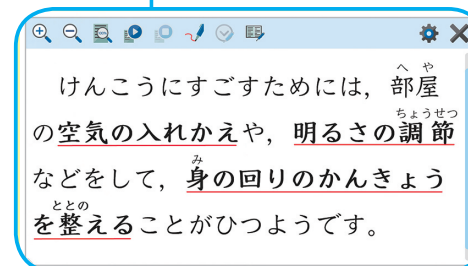 けんこうにすごすためには，部屋
の空気の入れかえや，明るさの調節
などをして，身の回りのかんきょう
を整えることがひつようです。